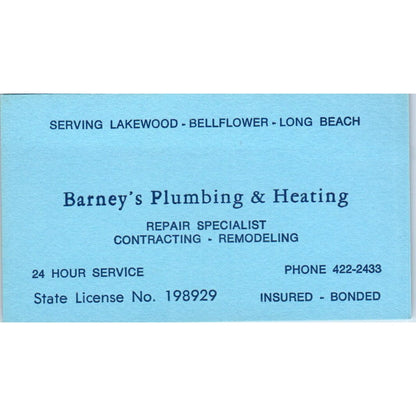 SERVING LAKEWOOD - BELLFLOWER - LONG BEACH
Barney's Plumbing & Heating
REPAIR SPECIALIST
CONTRACTING - REMODELING
24 HOUR SERVICE PHONE 422-2433
State License No. 198929 INSURED - BONDED